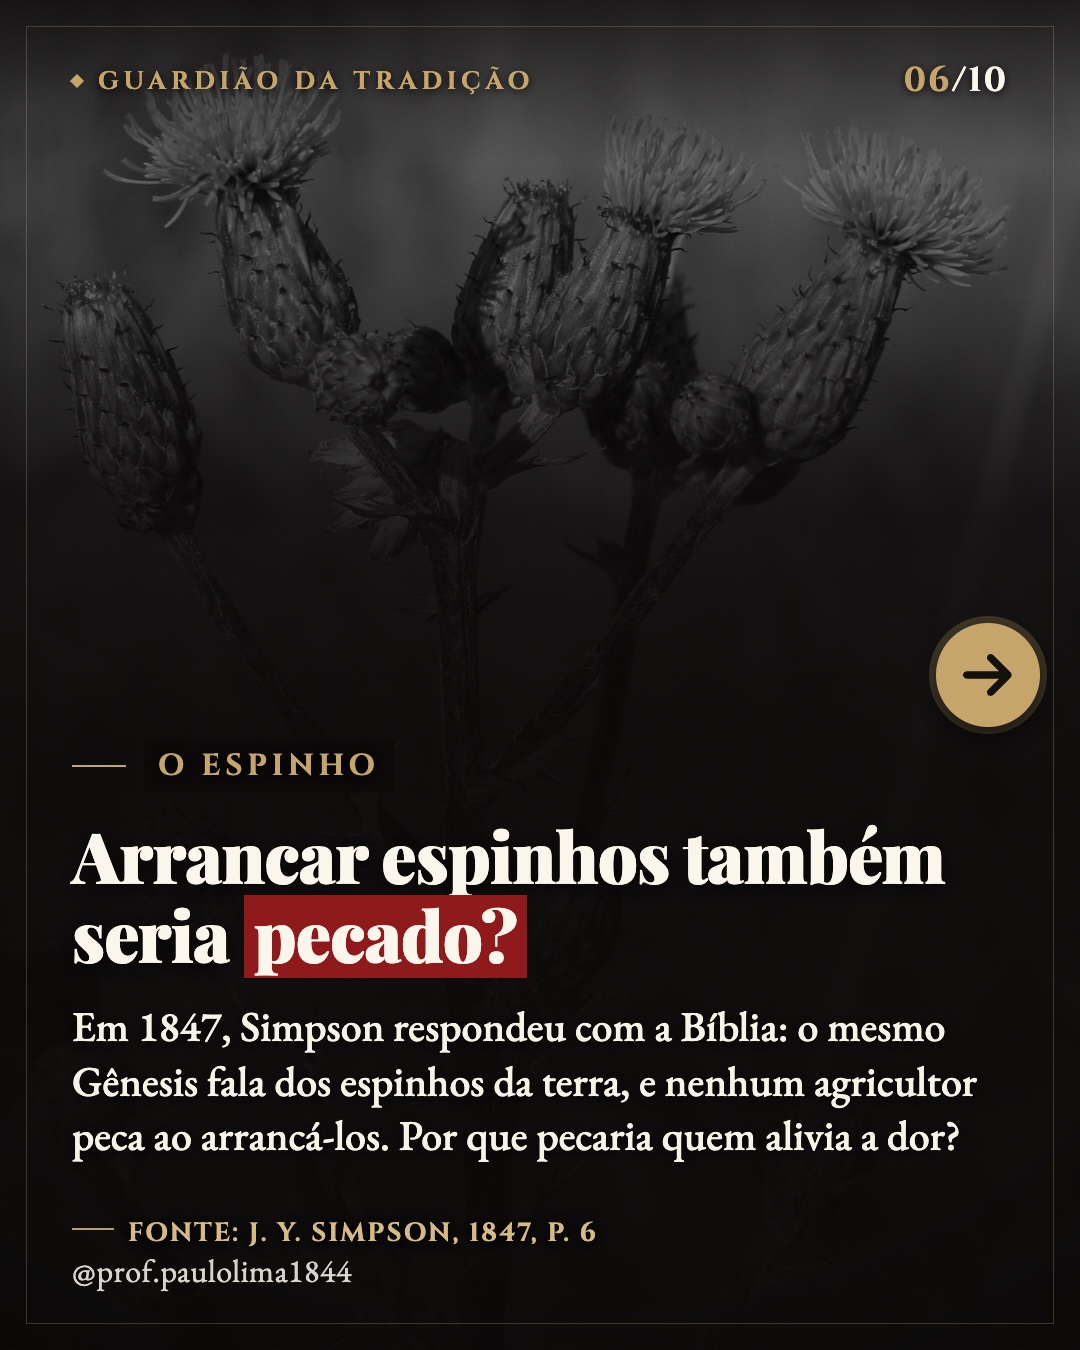 GUARDIÃO DA TRADIÇÃO
06/10
O ESPINHO
Arrancar espinhos também
seria pecado?
Em 1847, Simpson respondeu com a Bíblia: o mesmo
Gênesis fala dos espinhos da terra, e nenhum agricultor
peca ao arrancá-los. Por que pecaria quem alivia a dor?
FONTE: J. Y. SIMPSON, 1847, P. 6
@prof.paulolima1844